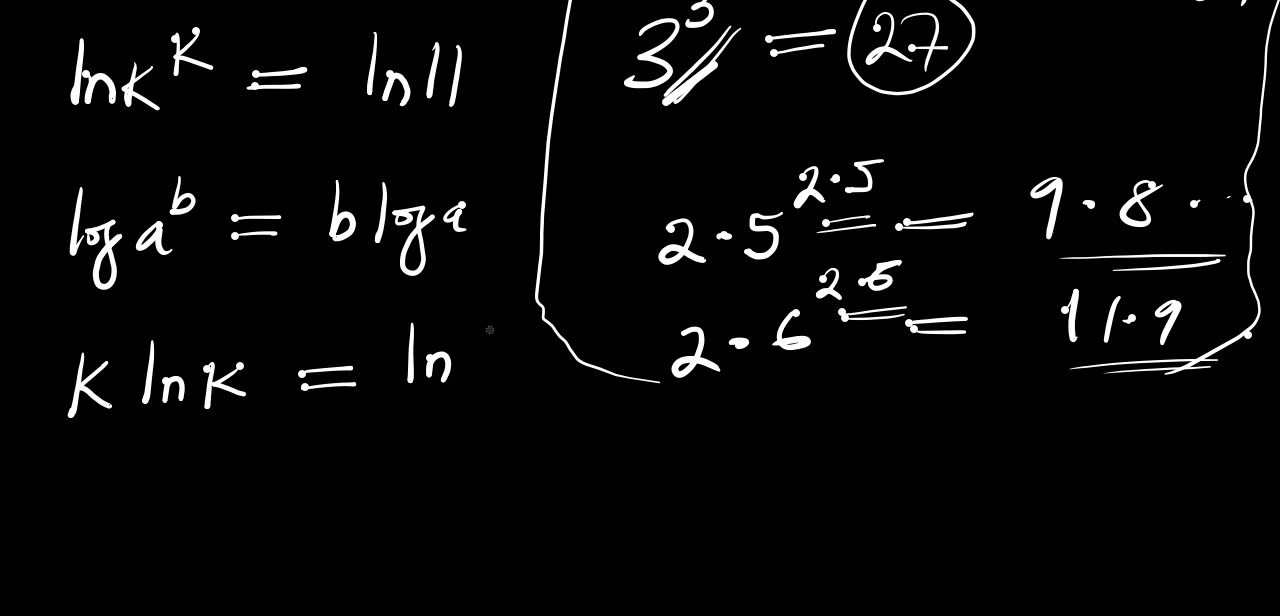 ln k^k = ln 11
log a^b = b log a
k ln k = ln
3^3 = 27
2.5^2.5 = 9.8..
2.6^2.6 = 11.9